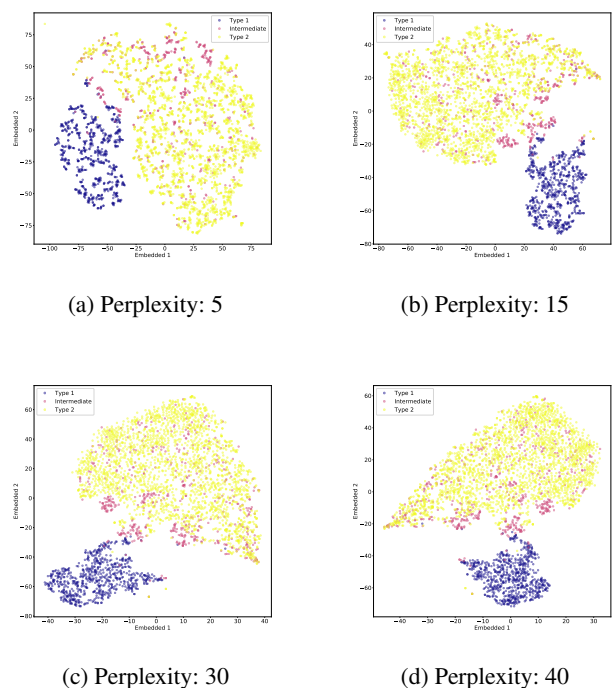 Type 1
Intermediate
Type 2
75
50
25
0
−25
−50
−75
Embedded 2
−100 −75 −50 −25 0 25 50 75
Embedded 1
(a) Perplexity: 5
Type 1
Intermediate
Type 2
40
20
0
−20
−40
−60
−80
Embedded 2
−80 −60 −40 −20 0 20 40 60
Embedded 1
(b) Perplexity: 15
Type 1
Intermediate
Type 2
60
40
20
0
−20
−40
−60
−80
Embedded 2
−40 −30 −20 −10 0 10 20 30 40
Embedded 1
(c) Perplexity: 30
Type 1
Intermediate
Type 2
60
40
20
0
−20
−40
−60
Embedded 2
−40 −30 −20 −10 0 10 20 30
Embedded 1
(d) Perplexity: 40